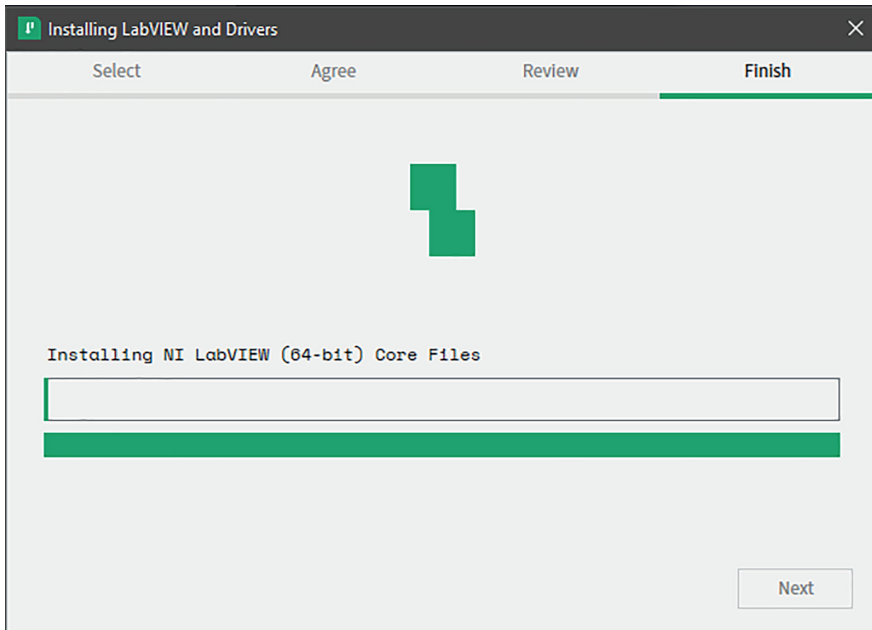 Installing LabVIEW and Drivers
Select Agree Review Finish
Installing NI LabVIEW (64-bit) Core Files
Next